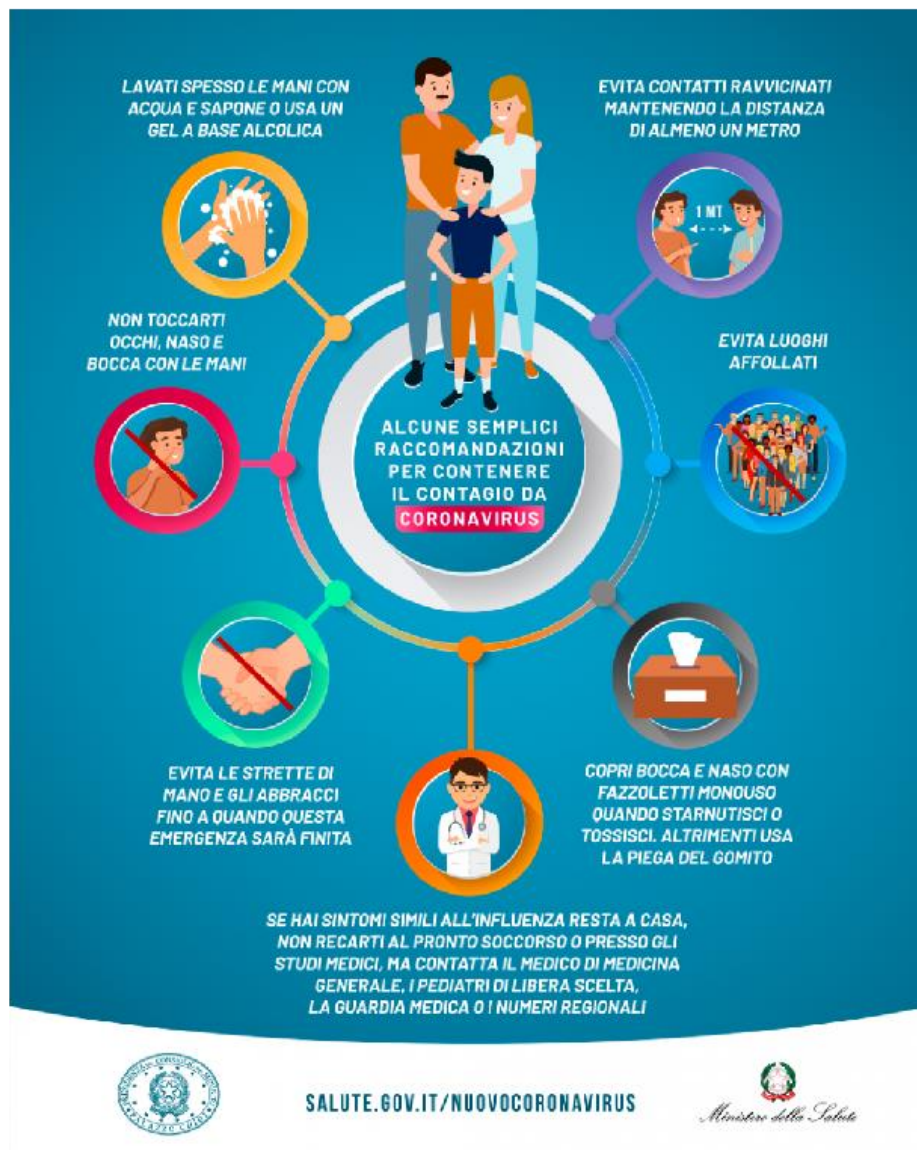 LAVATI SPESSO LE MANI CON
ACQUA E SAPONE O USA UN
GEL A BASE ALCOLICA
EVITA CONTATTI RAVVICINATI
MANTENENDO LA DISTANZA
DI ALMENO UN METRO
1 MT
NON TOCCARTI
OCCHI, NASO E
BOCCA CON LE MANI
EVITA LUOGHI
AFFOLLATI
ALCUNE SEMPLICI
RACCOMANDAZIONI
PER CONTENERE
IL CONTAGIO DA
CORONAVIRUS
EVITA LE STRETTE DI
MANO E GLI ABBRACCI
FINO A QUANDO QUESTA
EMERGENZA SARÀ FINITA
COPRI BOCCA E NASO CON
FAZZOLETTI MONOUSO
QUANDO STARNUTISCI O
TOSSISCI. ALTRIMENTI USA
LA PIEGA DEL GOMITO
SE HAI SINTOMI SIMILI ALL'INFLUENZA RESTA A CASA,
NON RECARTI AL PRONTO SOCCORSO O PRESSO GLI
STUDI MEDICI, MA CONTATTA IL MEDICO DI MEDICINA
GENERALE, I PEDIATRI DI LIBERA SCELTA,
LA GUARDIA MEDICA O I NUMERI REGIONALI
SALUTE.GOV.IT/NUOVOCORONAVIRUS
Ministero della Salute